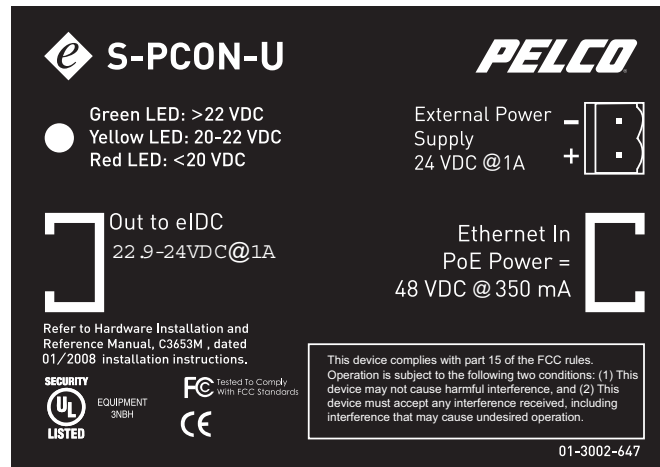 e S-PCON-U
PELCO
Green LED: >22 VDC
Yellow LED: 20-22 VDC
Red LED: <20 VDC
External Power
Supply
24 VDC @1A
-
+
Out to eIDC
22.9-24VDC@1A
Ethernet In
PoE Power =
48 VDC @ 350 mA
Refer to Hardware Installation and
Reference Manual, C3653M , dated
01/2008 installation instructions.
SECURITY
UL
LISTED
EQUIPMENT
3NBH
FC Tested To Comply
With FCC Standards
CE
This device complies with part 15 of the FCC rules.
Operation is subject to the following two conditions: (1) This
device may not cause harmful interference, and (2) This
device must accept any interference received, including
interference that may cause undesired operation.
01-3002-647